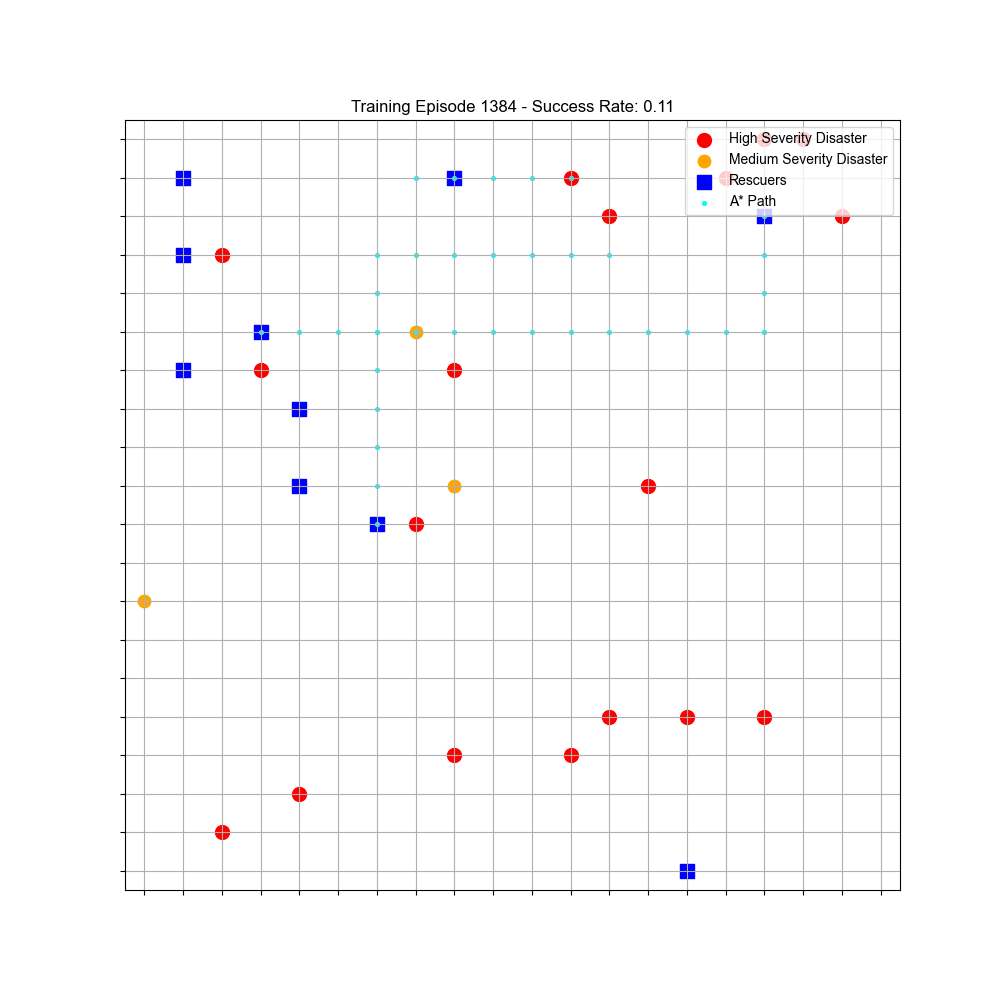 Training Episode 1384 - Success Rate: 0.11
High Severity Disaster
Medium Severity Disaster
Rescuers
A* Path